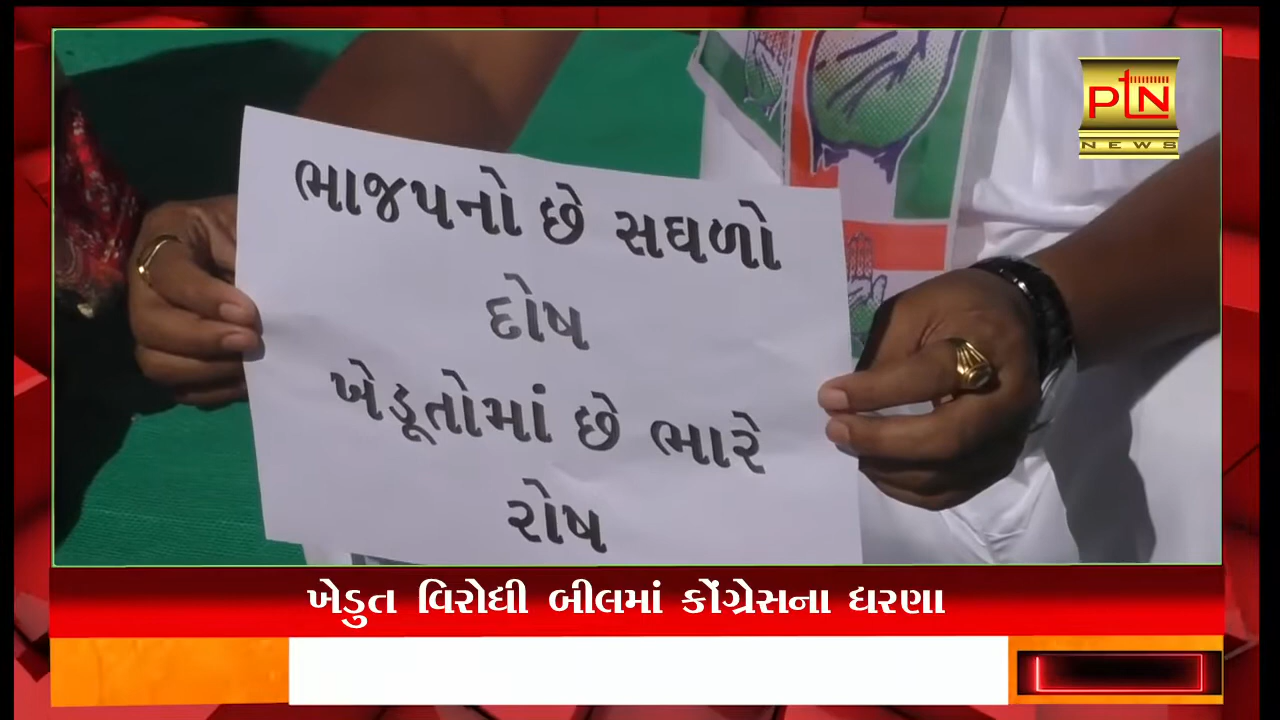 PTN
NEWS
ભાજપનો છે સઘળો
દોષ
ખેડૂતોમાં છે ભારે
રોષ
ખેડુત વિરોધી બીલમાં કોંગ્રેસના ધરણા